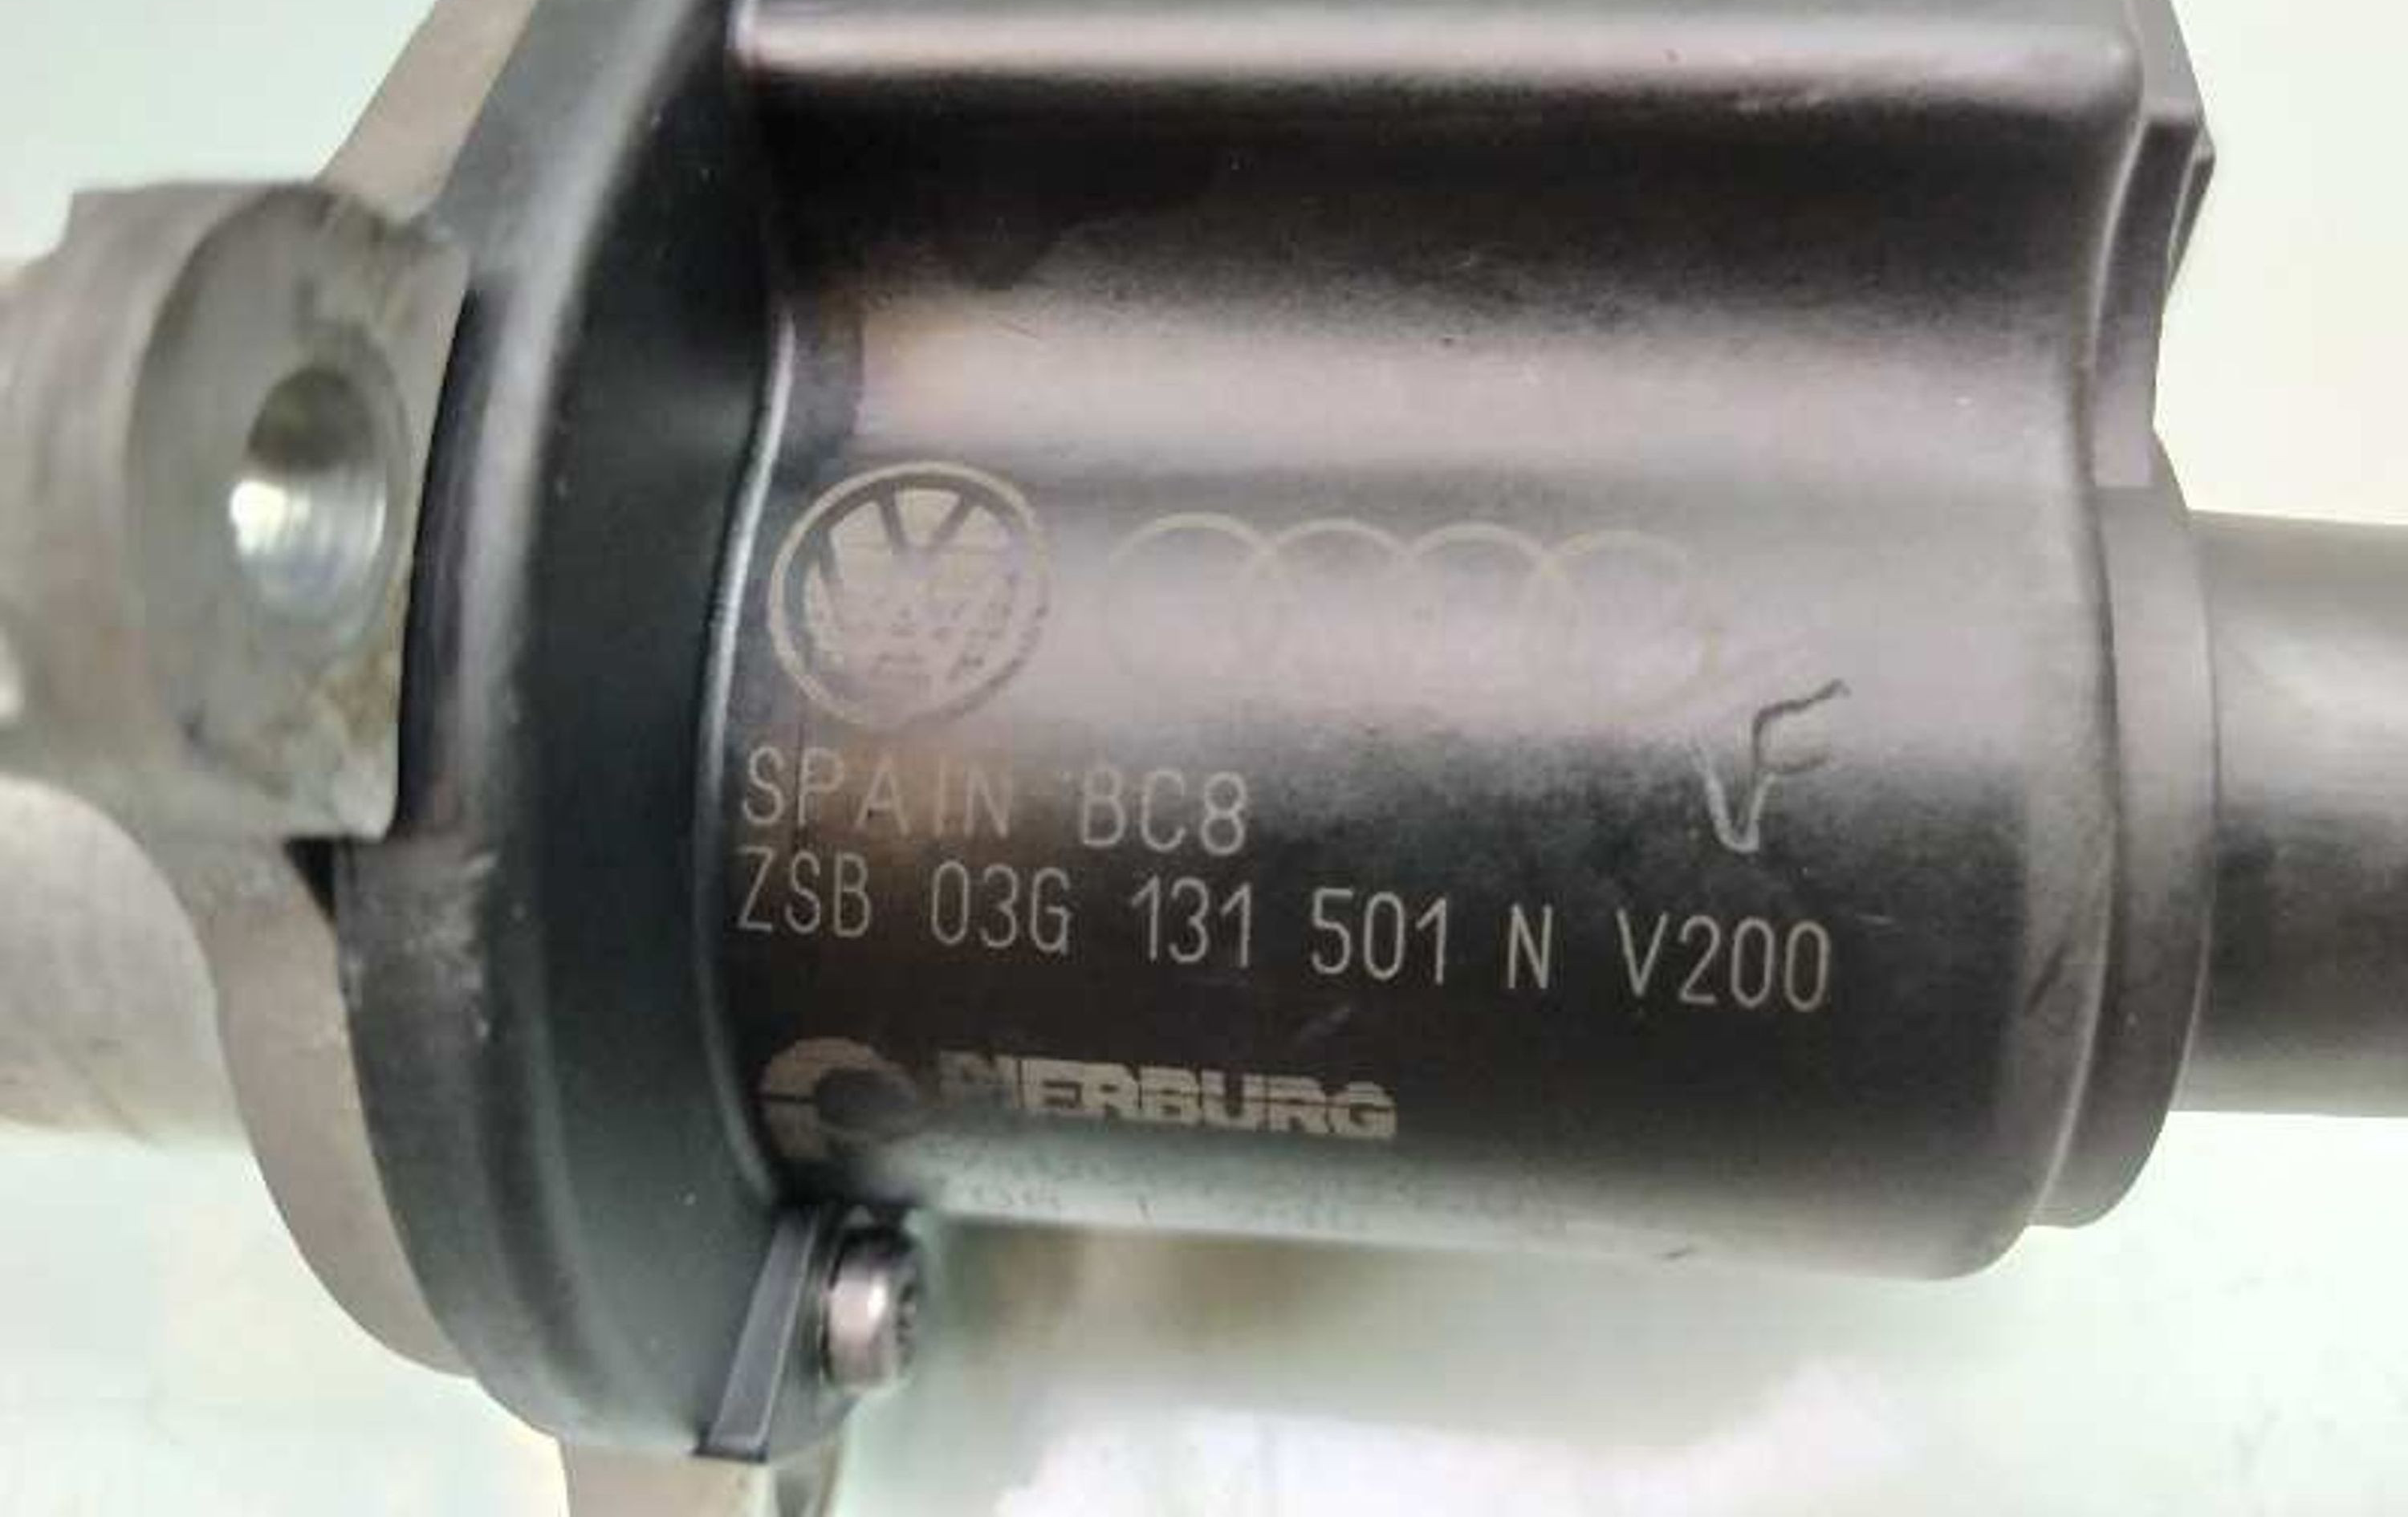 SPAIN BC8
ZSB 03G 131 501 N V200
PIERBURG